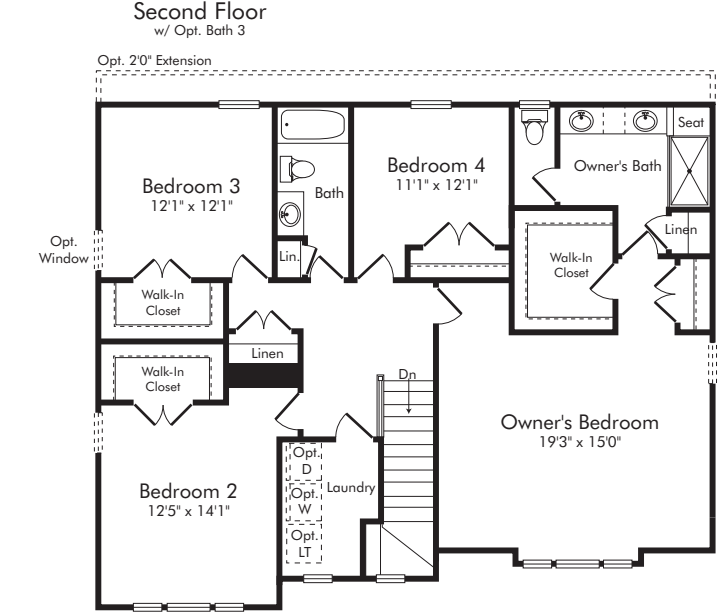 Second Floor
w/ Opt. Bath 3
Opt. 2'0" Extension
Seat
Owner's Bath
Bedroom 4
11'1" x 12'1"
Bedroom 3
12'1" x 12'1"
Bath
Linen
Opt.
Window
Lin.
Walk-In
Closet
Walk-In
Closet
Linen
Walk-In
Closet
Dn
Owner's Bedroom
19'3" x 15'0"
Opt.
D
Laundry
Opt.
W
Bedroom 2
12'5" x 14'1"
Opt.
LT